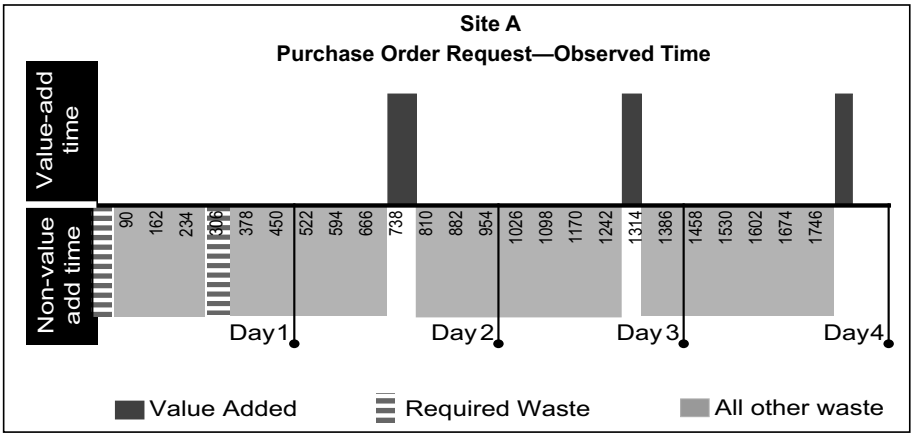 Site A
Purchase Order Request—Observed Time
Value-add
time
Non-value
add time
90
162
234
306
378
450
522
594
666
738
810
882
954
1026
1098
1170
1242
1314
1386
1458
1530
1602
1674
1746
Day1
Day2
Day3
Day4
Value Added
Required Waste
All other waste